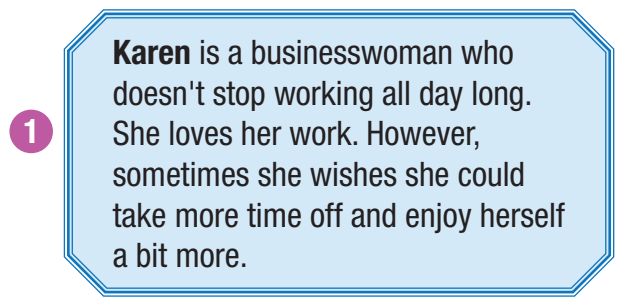 1
Karen is a businesswoman who
doesn't stop working all day long.
She loves her work. However,
sometimes she wishes she could
take more time off and enjoy herself
a bit more.